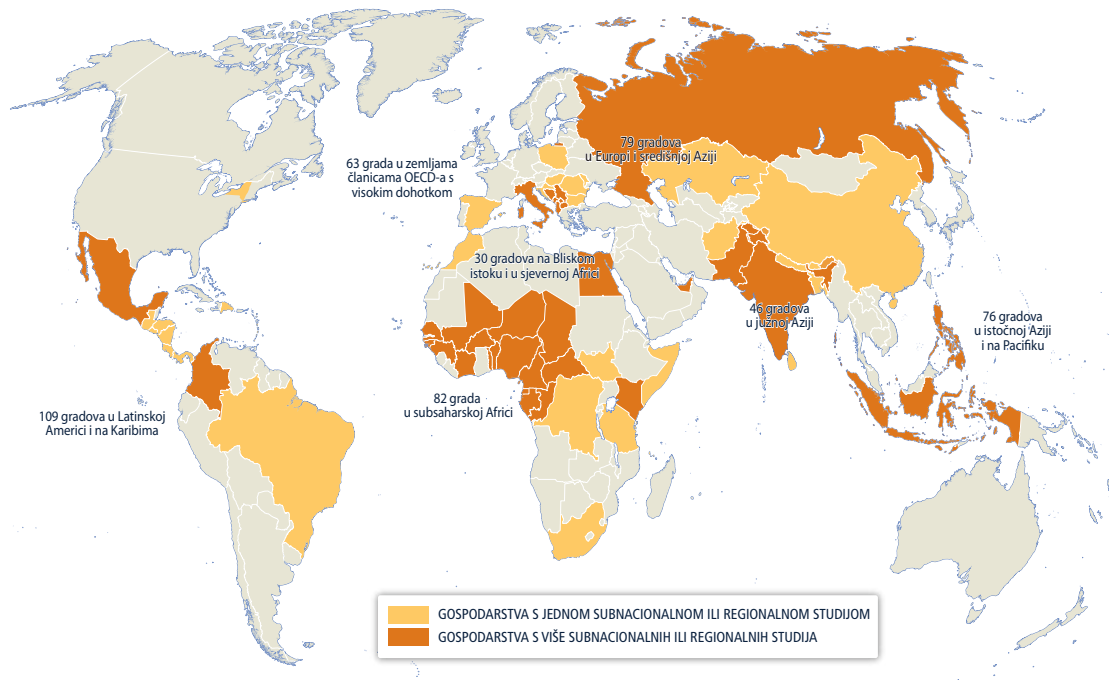 79 gradova
u Europi i središnjoj Aziji
63 grada u zemljama
članicama OECD-a s
visokim dohotkom
30 gradova na Bliskom
istoku i u sjevernoj Africi
46 gradova
u južnoj Aziji
76 gradova
u istočnoj Aziji
i na Pacifiku
82 grada
u subsaharskoj Africi
109 gradova u Latinskoj
Americi i na Karibima
GOSPODARSTVA S JEDNOM SUBNACIONALNOM ILI REGIONALNOM STUDIJOM
GOSPODARSTVA S VIŠE SUBNACIONALNIH ILI REGIONALNIH STUDIJA